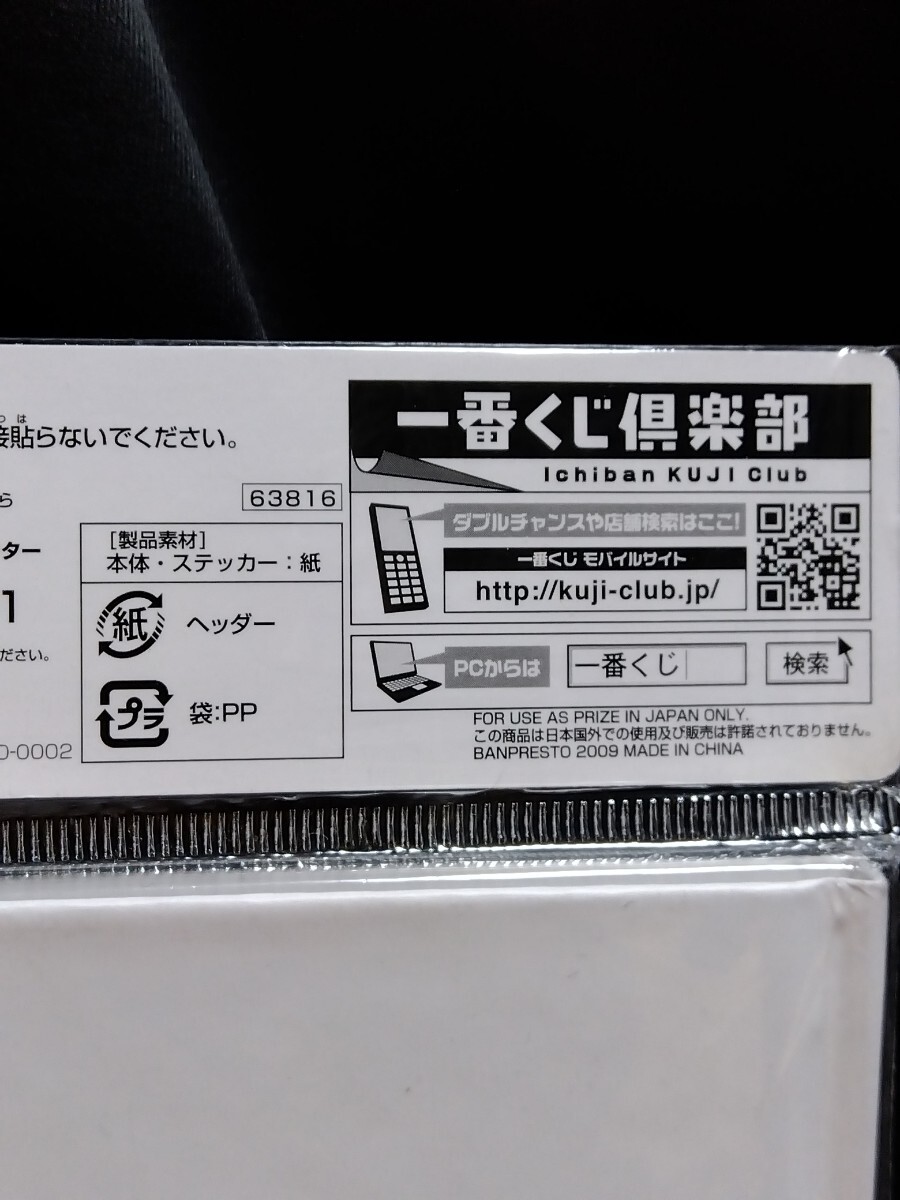 接貼らないでください。
ら
63816
ター
1
ださい。
0-0002
[製品素材]
本体・ステッカー:紙
紙 ヘッダー
プラ 袋:PP
一番くじ倶楽部
Ichiban KUJI Club
ダブルチャンスや店舗検索はここ!
一番くじ モバイルサイト
http://kuji-club.jp/
PCからは 一番くじ 検索
FOR USE AS PRIZE IN JAPAN ONLY.
この商品は日本国外での使用及び販売は許諾されておりません。
BANPRESTO 2009 MADE IN CHINA